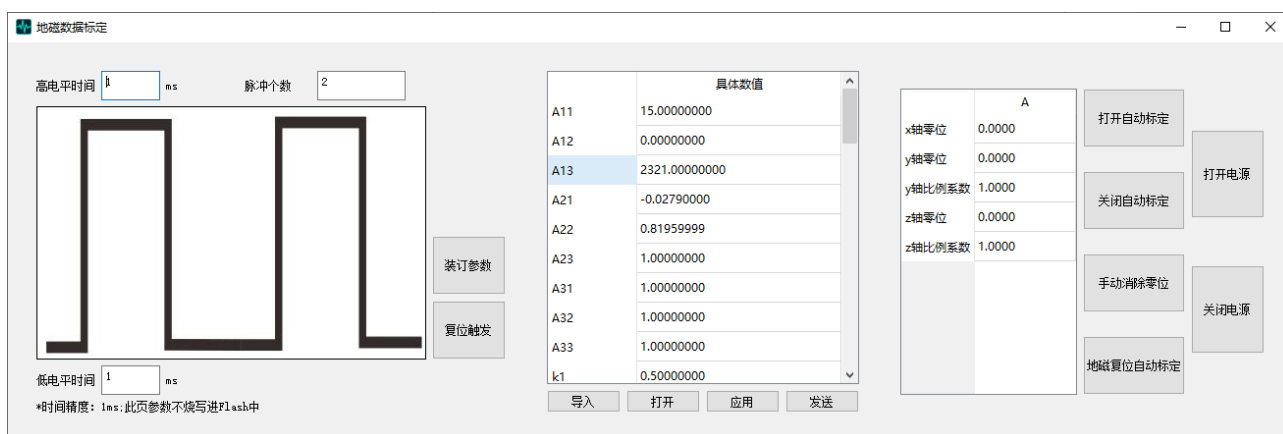 地磁数据标定
高电平时间 1 ms 脉冲个数 2
装订参数
复位触发
低电平时间 1 ms
*时间精度: 1ms;此页参数不烧写进Flash中
具体数值
A11 15.00000000
A12 0.00000000
A13 2321.00000000
A21 -0.02790000
A22 0.81959999
A23 1.00000000
A31 1.00000000
A32 1.00000000
A33 1.00000000
k1 0.50000000
导入 打开 应用 发送
A
x轴零位 0.0000
y轴零位 0.0000
y轴比例系数 1.0000
z轴零位 0.0000
z轴比例系数 1.0000
打开自动标定
关闭自动标定
手动消除零位
地磁复位自动标定
打开电源
关闭电源